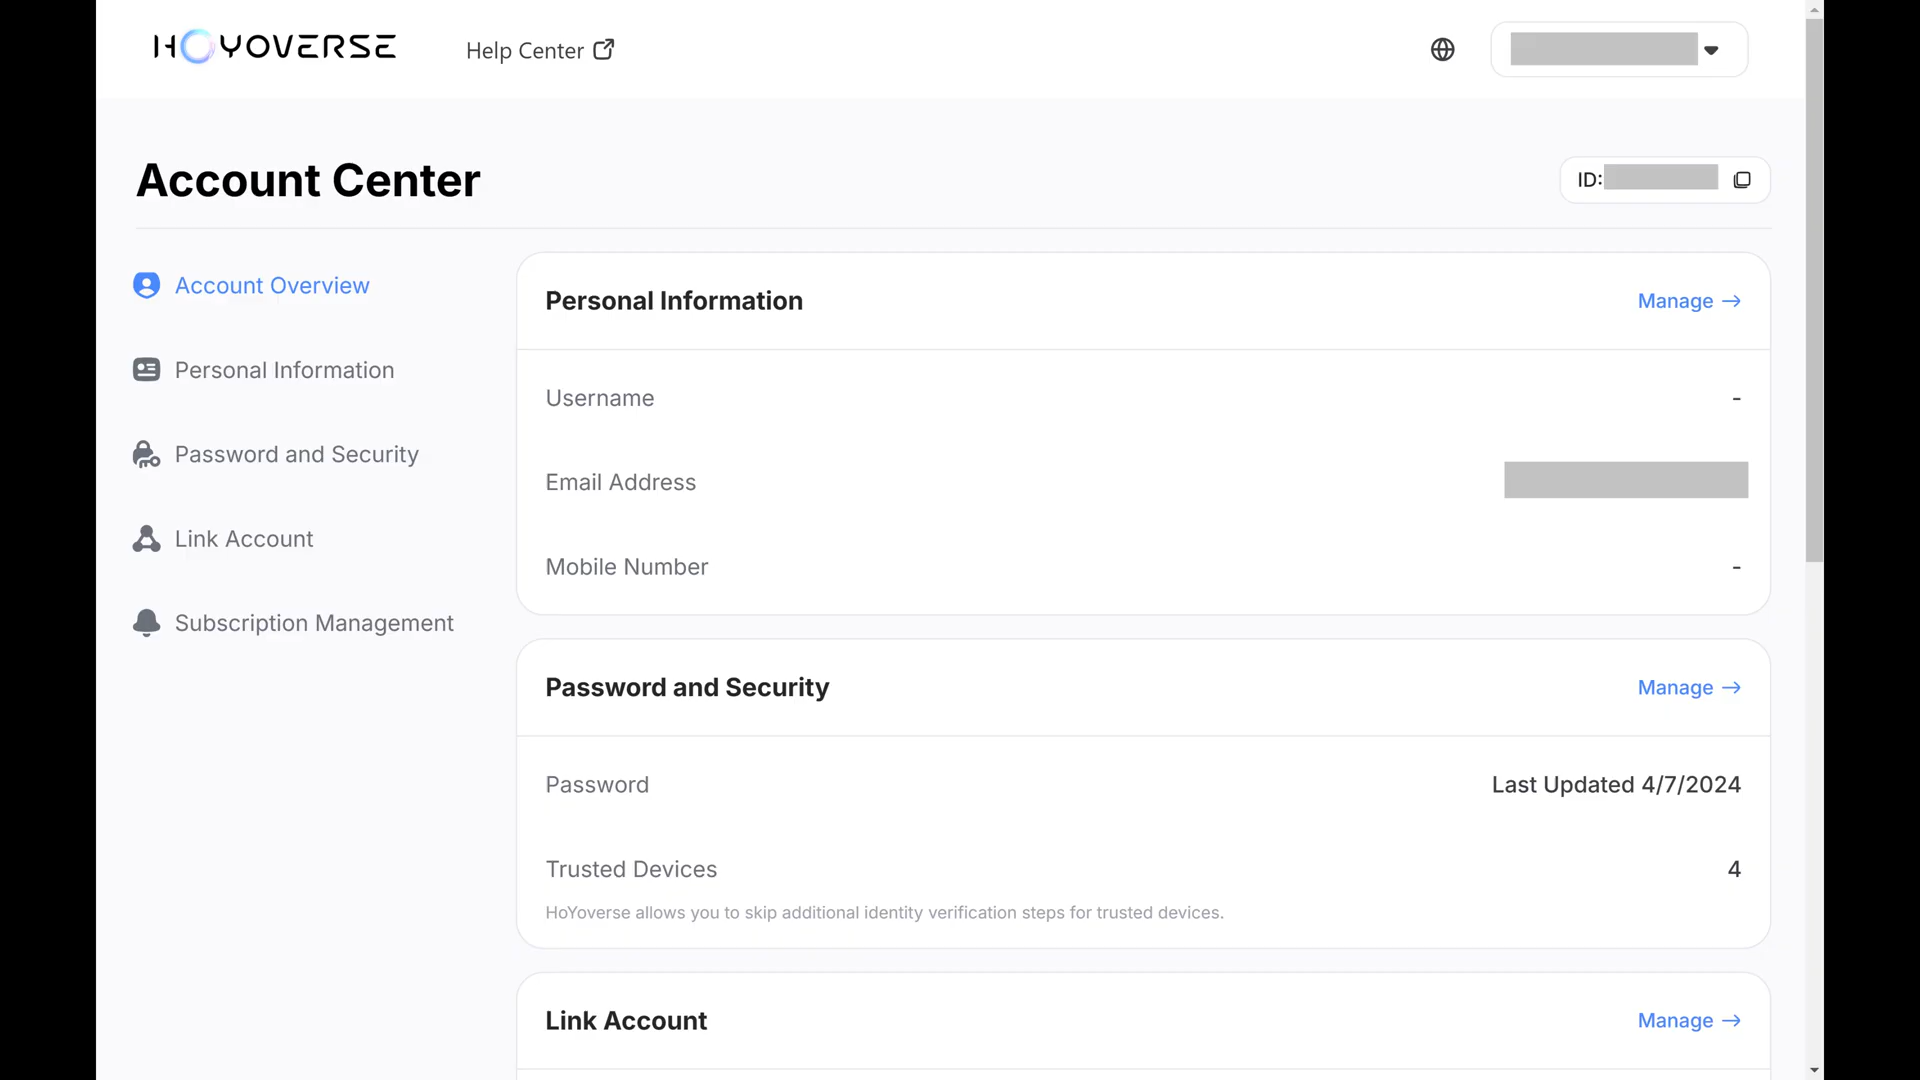 HOYOVERSE
Help Center
Account Center
ID:
Account Overview
Personal Information
Password and Security
Link Account
Subscription Management
Personal Information
Manage →
Username
-
Email Address
Mobile Number
-
Password and Security
Manage →
Password
Last Updated 4/7/2024
Trusted Devices
4
HoYoverse allows you to skip additional identity verification steps for trusted devices.
Link Account
Manage →